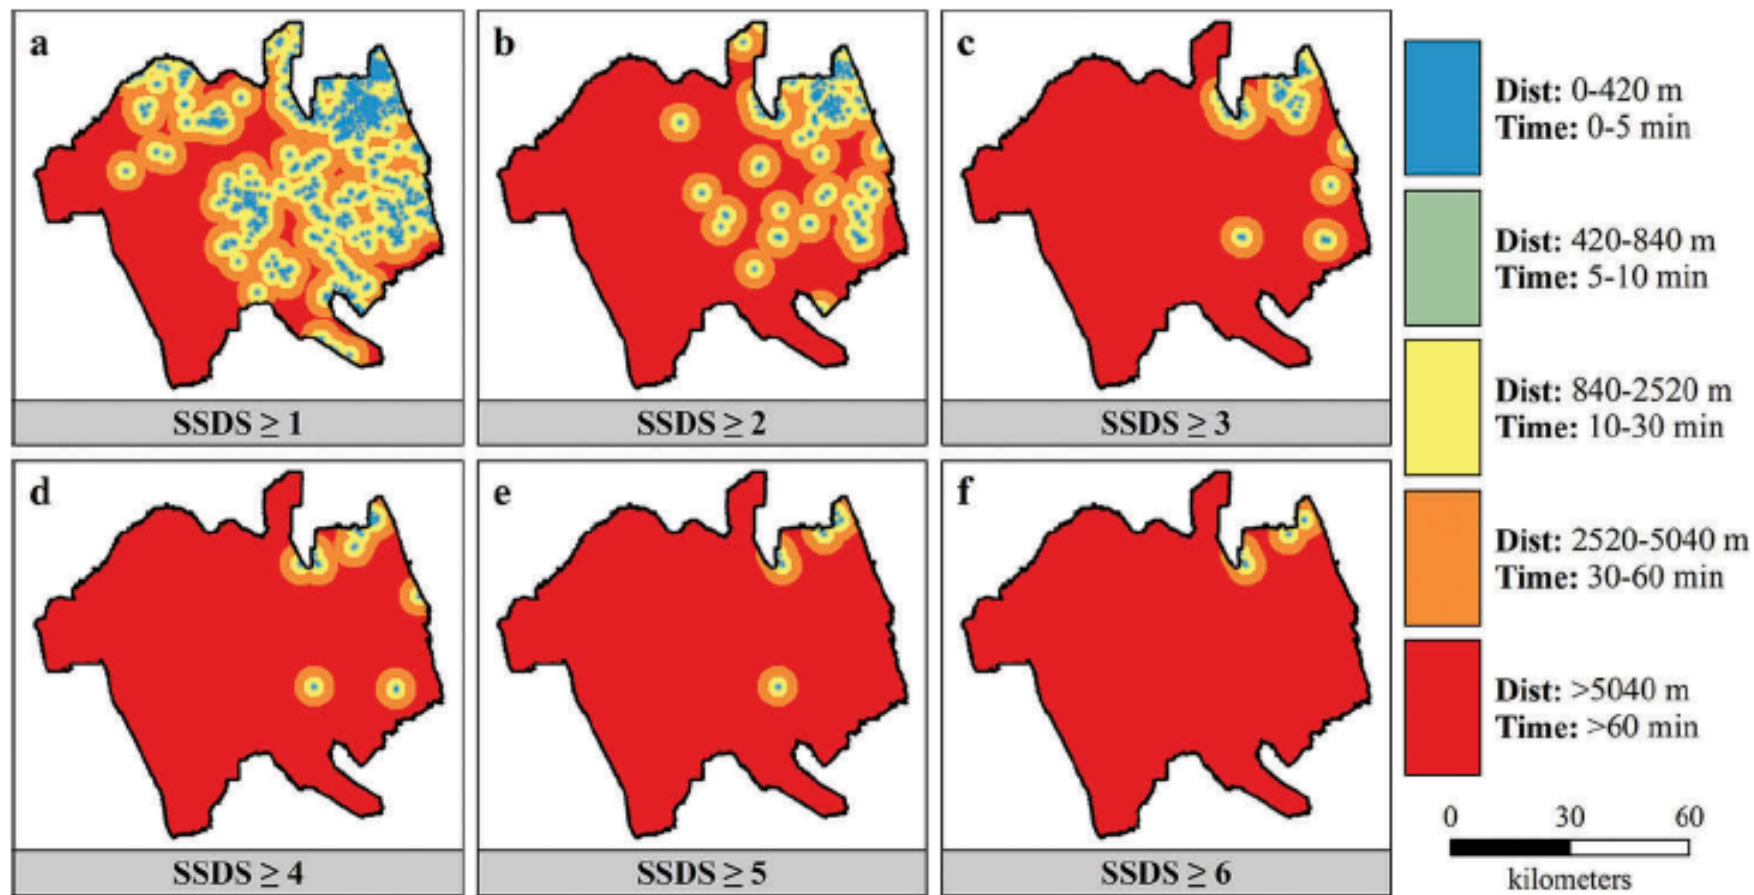 a
b
c
SSDS ≥ 1
SSDS ≥ 2
SSDS ≥ 3
d
e
f
SSDS ≥ 4
SSDS ≥ 5
SSDS ≥ 6
Dist: 0-420 m
Time: 0-5 min
Dist: 420-840 m
Time: 5-10 min
Dist: 840-2520 m
Time: 10-30 min
Dist: 2520-5040 m
Time: 30-60 min
Dist: >5040 m
Time: >60 min
0 30 60
kilometers